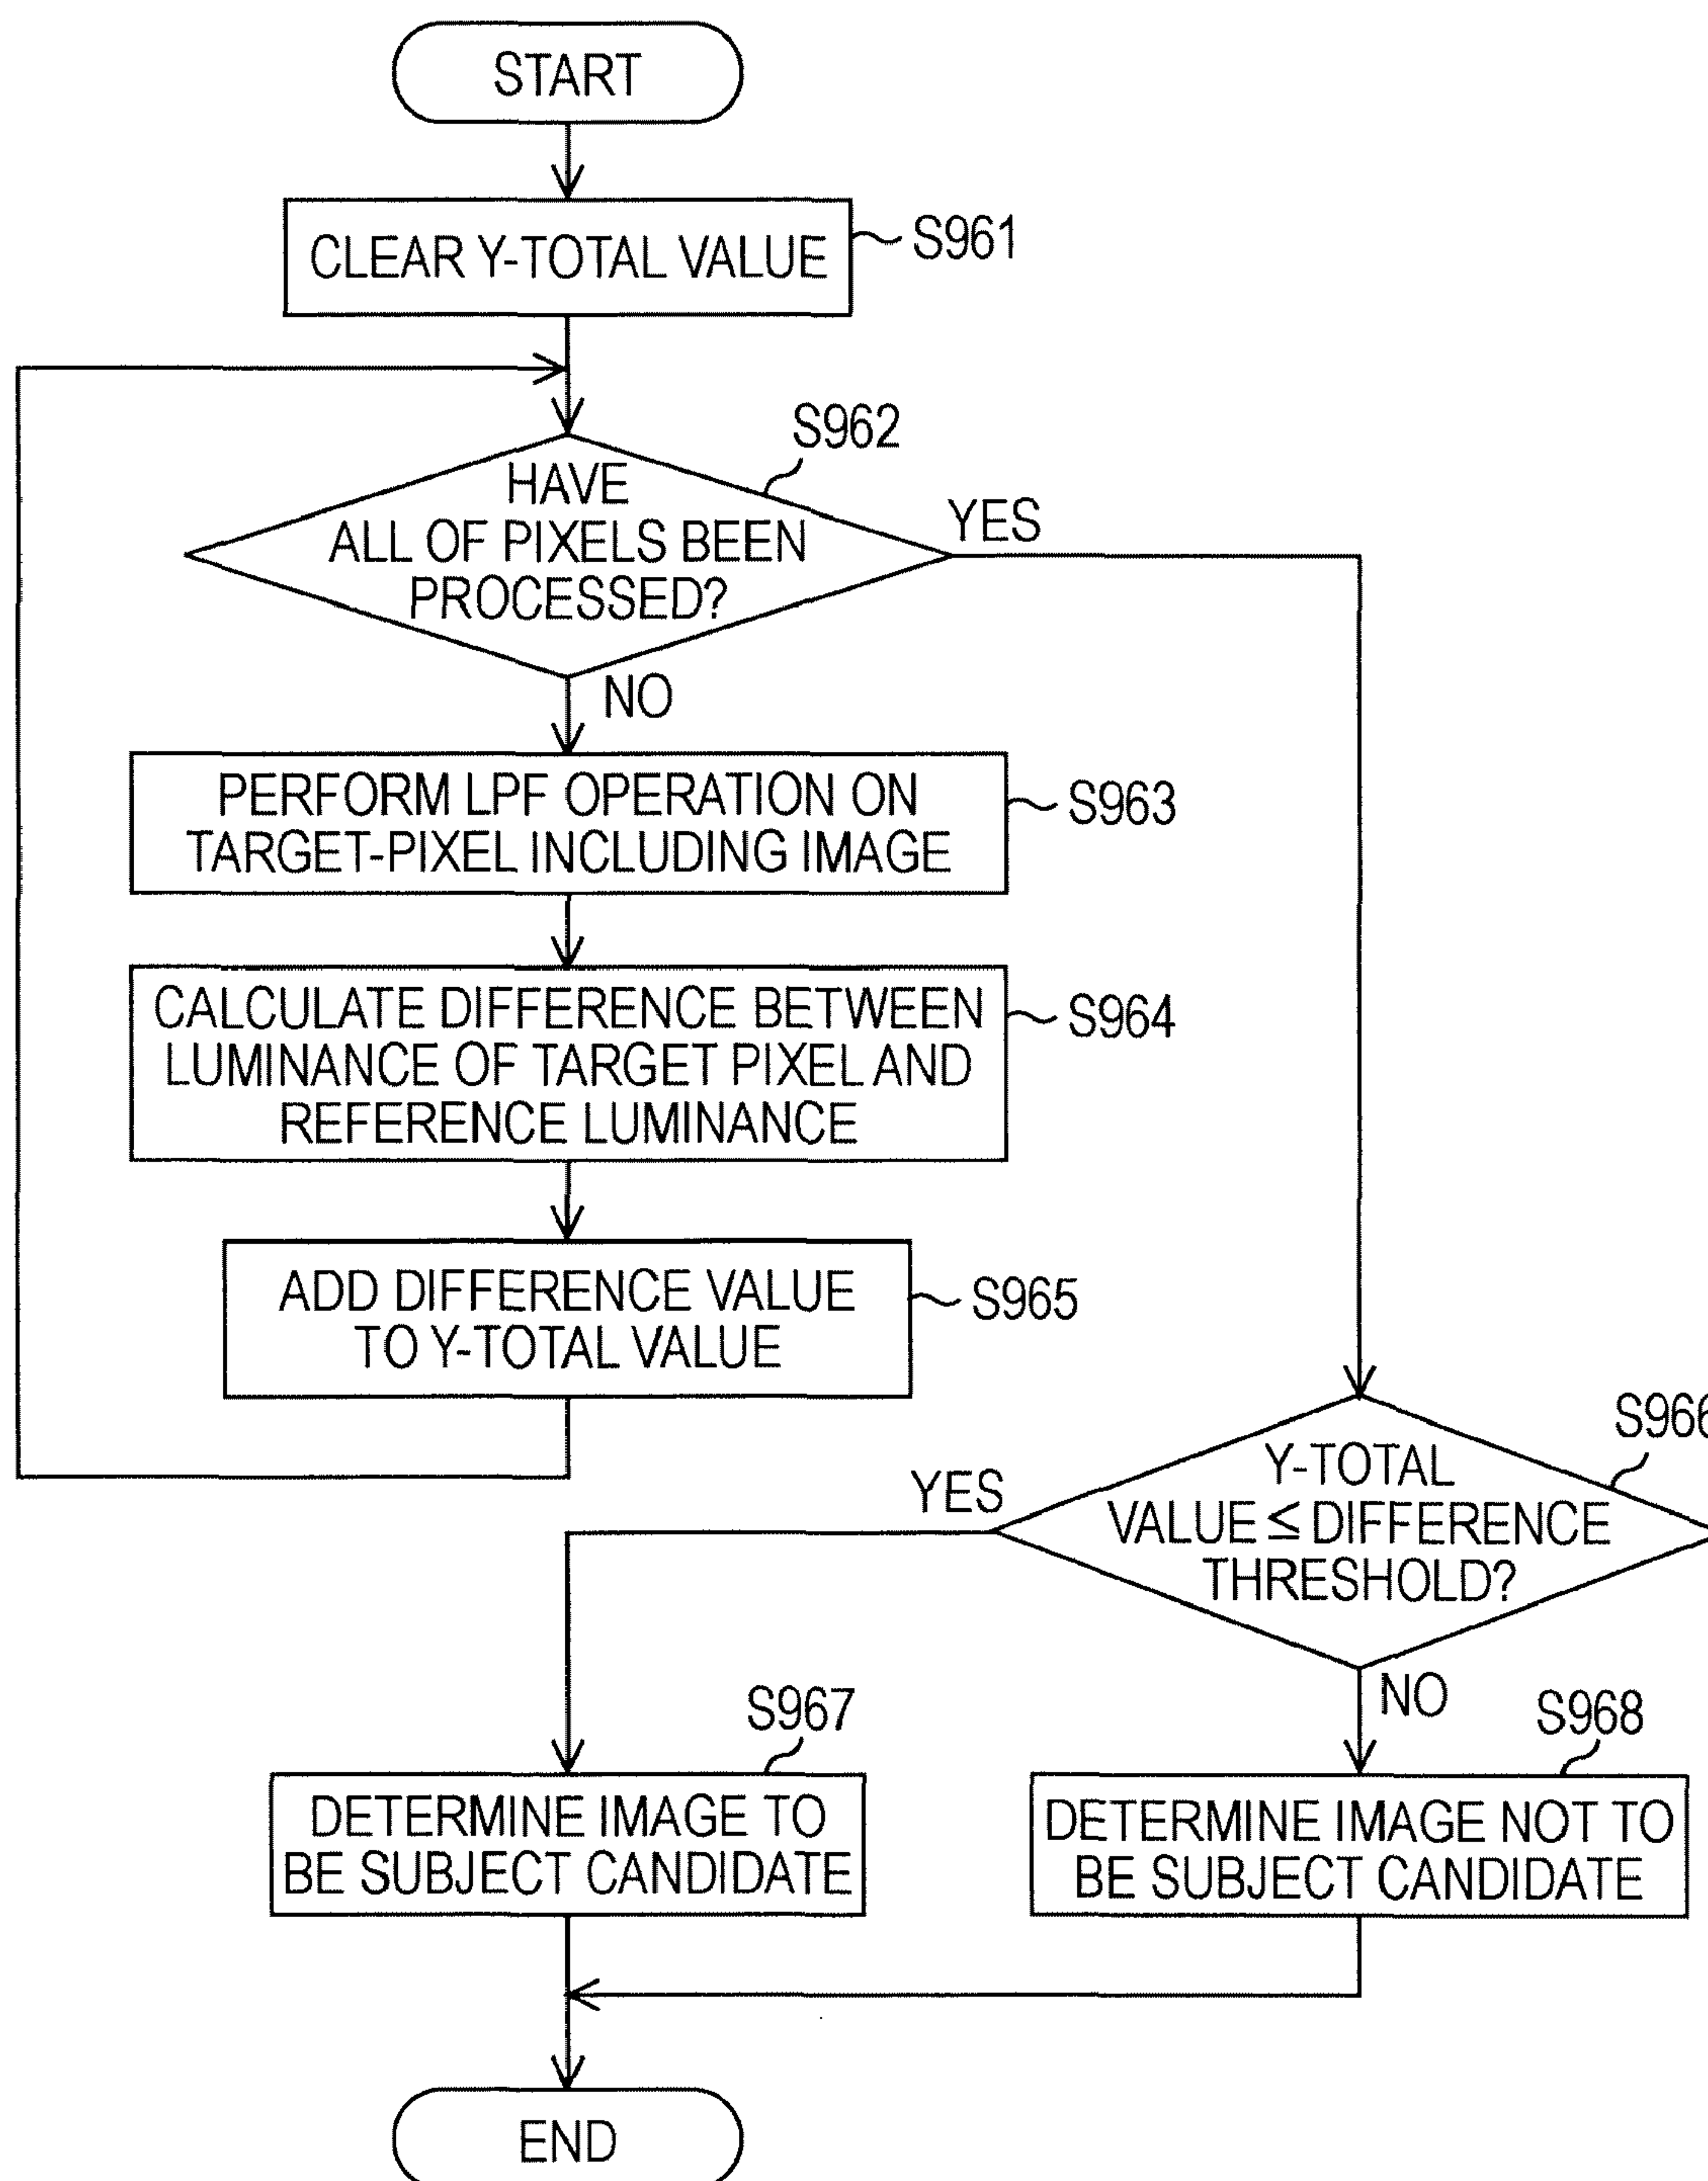 START
CLEAR Y-TOTAL VALUE
S961
S962
HAVE
ALL OF PIXELS BEEN
PROCESSED?
YES
NO
PERFORM LPF OPERATION ON
TARGET-PIXEL INCLUDING IMAGE
S963
CALCULATE DIFFERENCE BETWEEN
LUMINANCE OF TARGET PIXEL AND
REFERENCE LUMINANCE
S964
ADD DIFFERENCE VALUE
TO Y-TOTAL VALUE
S965
S966
Y-TOTAL
VALUE ≤ DIFFERENCE
THRESHOLD?
YES
NO
S967
DETERMINE IMAGE TO
BE SUBJECT CANDIDATE
S968
DETERMINE IMAGE NOT TO
BE SUBJECT CANDIDATE
END